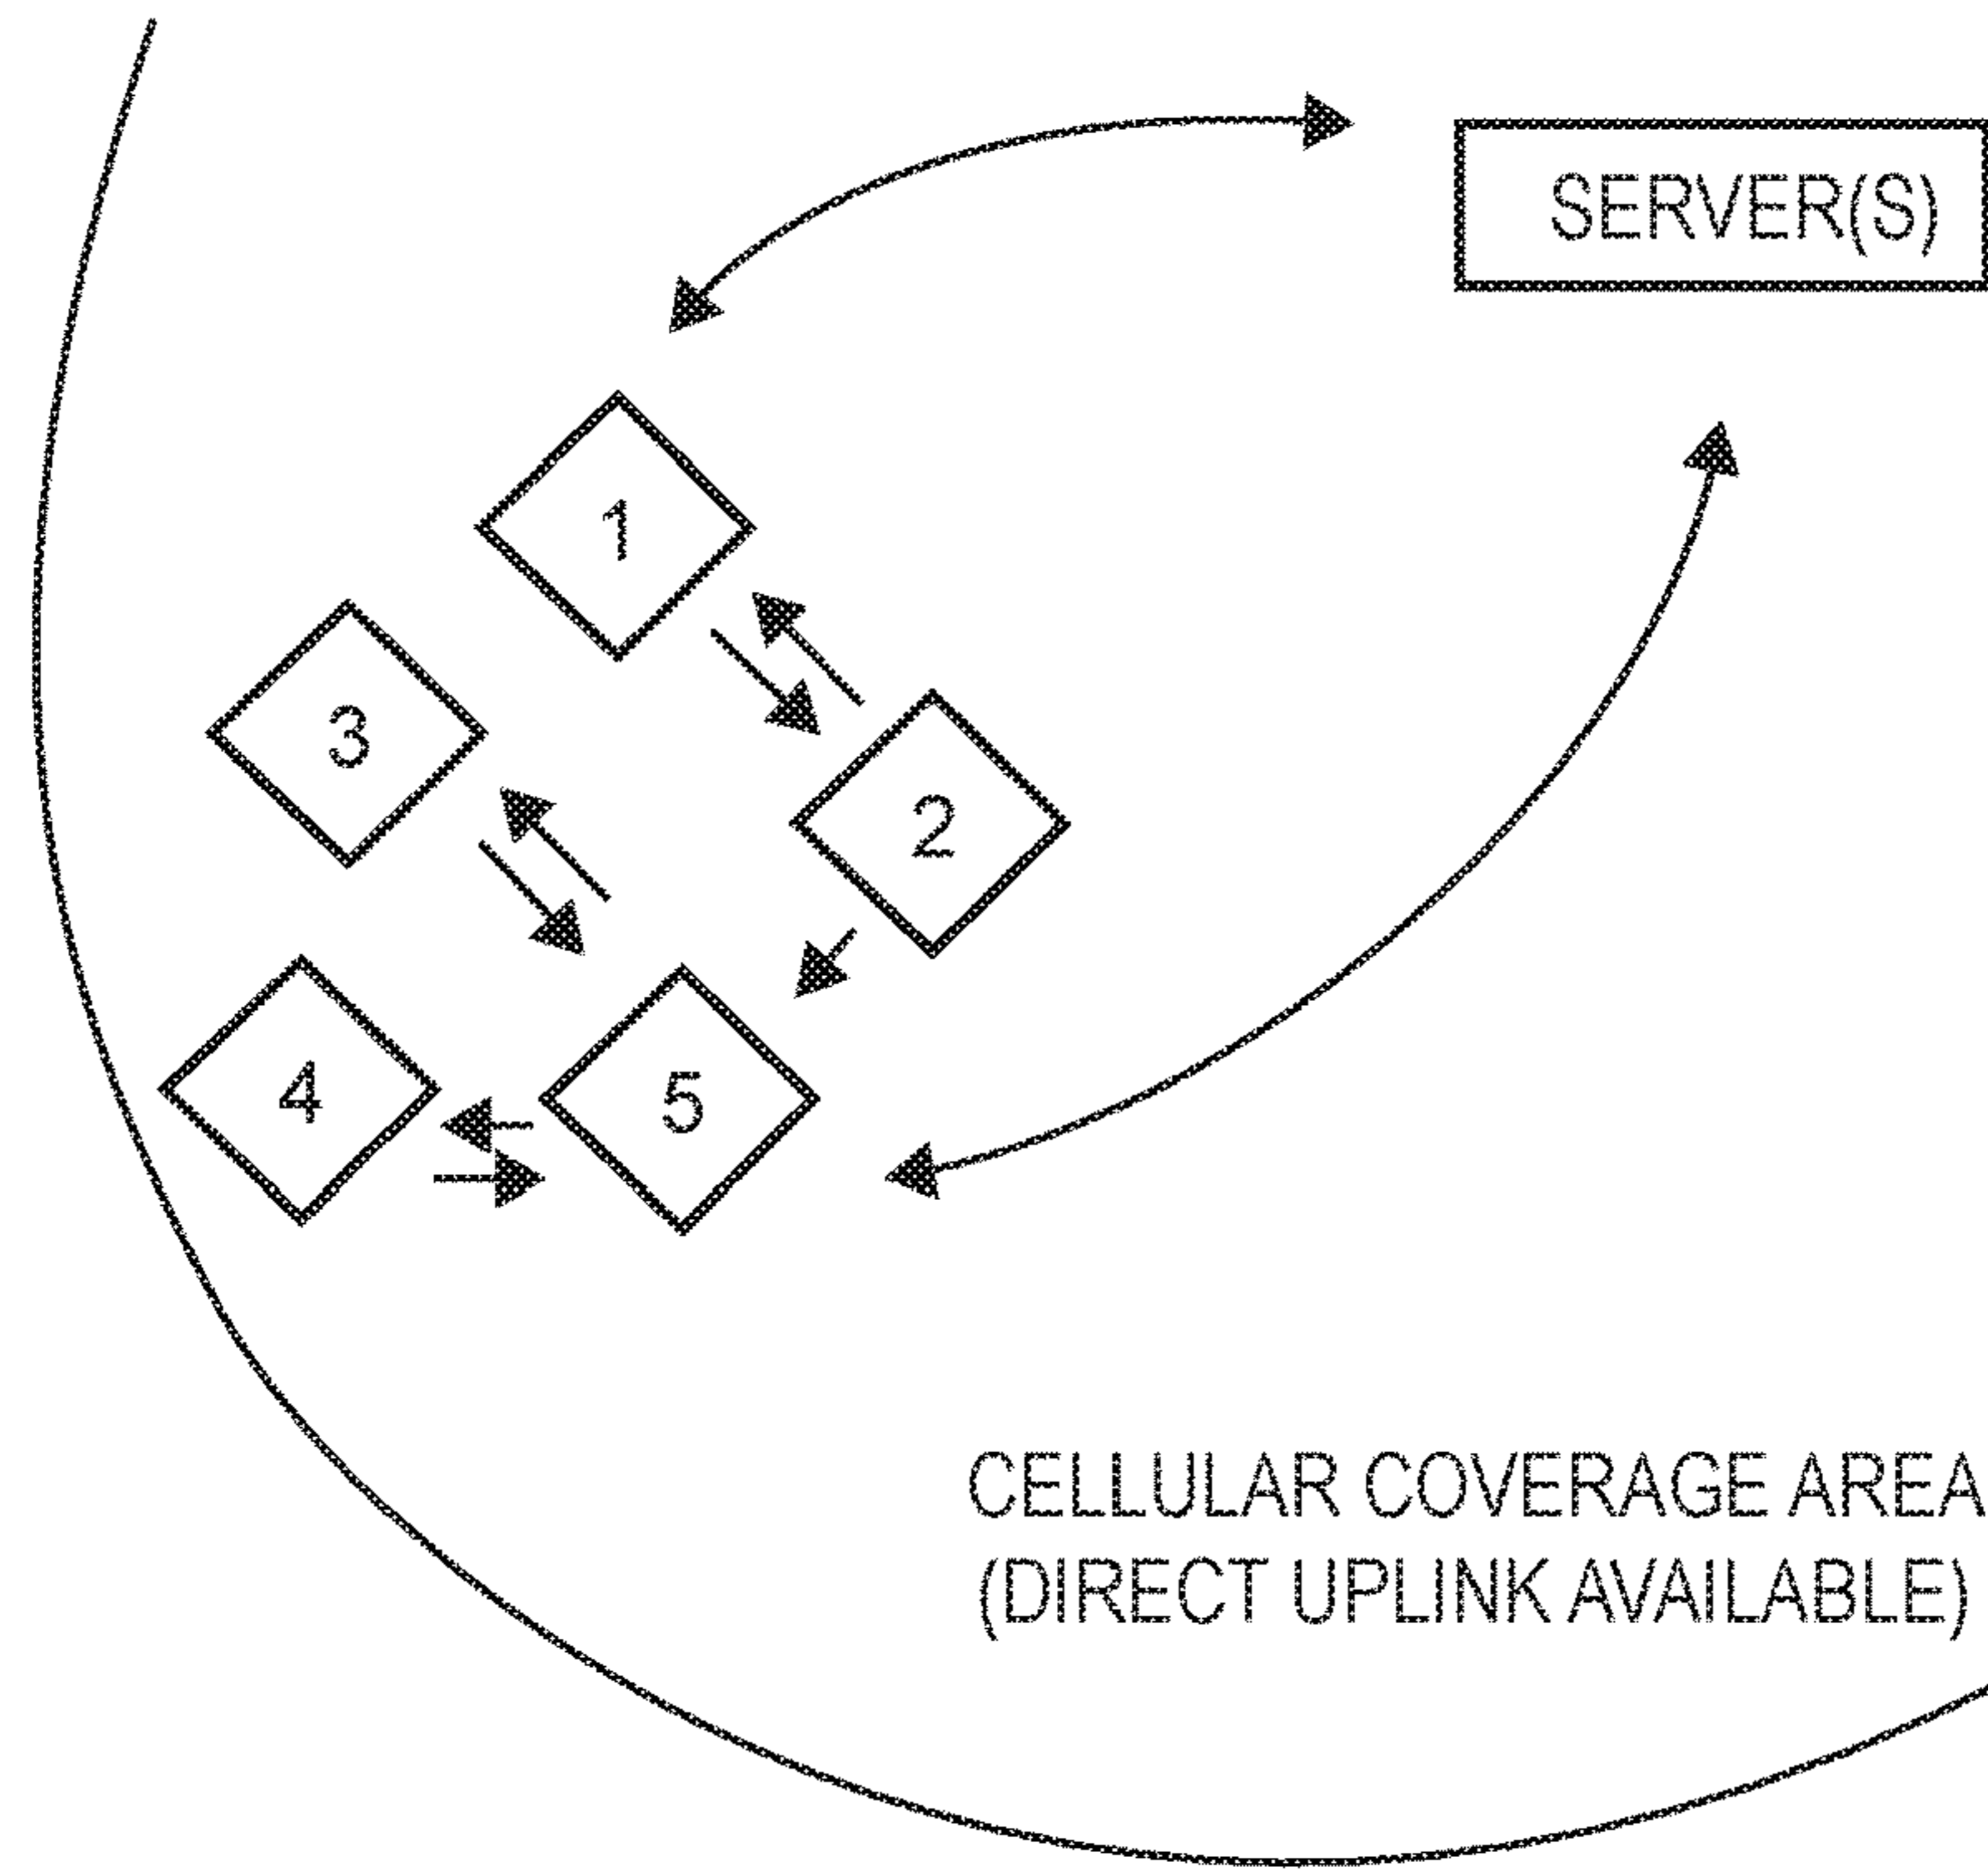 SERVER(S)
1
3
2
4
5
CELLULAR COVERAGE AREA
(DIRECT UPLINK AVAILABLE)